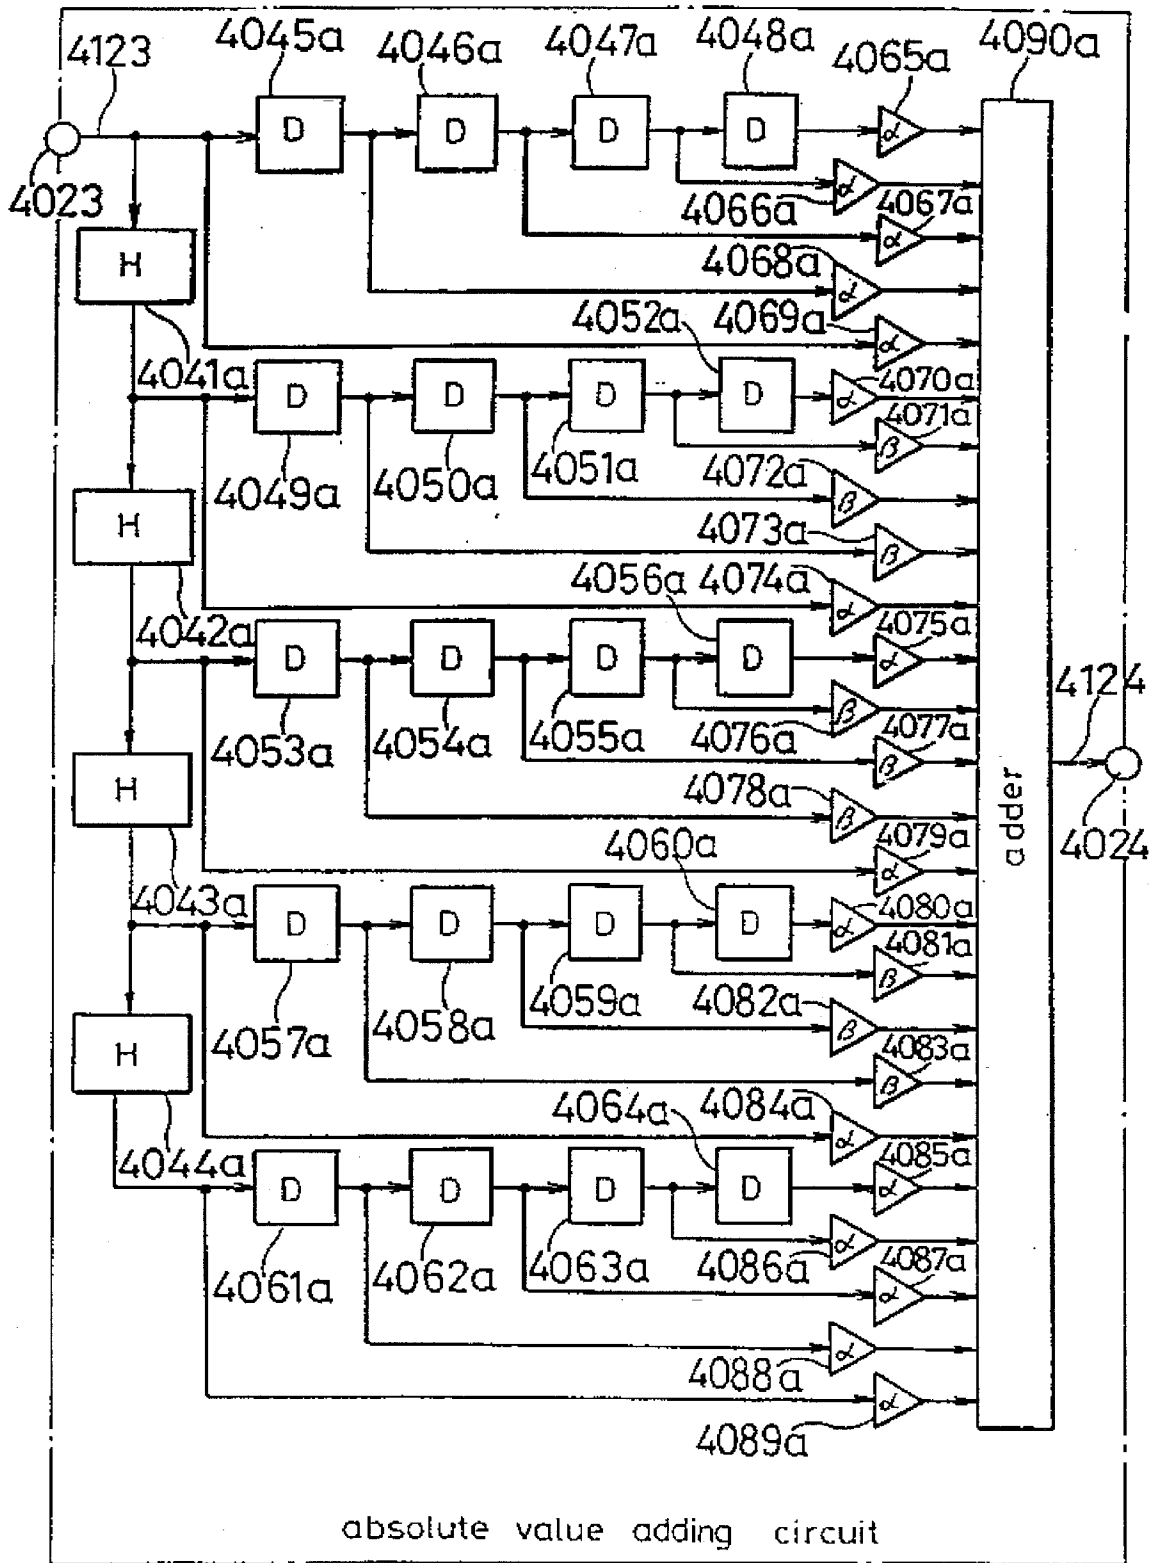 4045a 4046a 4047a 4048a 4065a 4090a
4123
D D D D α
4023
α
4066a 4067a
α
H
4068a
α
4052a 4069a
α
4041a
D D D D α 4070a
4071a
β
4049a 4050a 4051a 4072a
β
H
4073a
β
4056a 4074a
α
4042a
4075a
D D D D α
4124
β
4053a 4054a 4055a 4076a 4077a
β
H
4078a
β
adder
4024
4060a 4079a
α
4043a
4080a
D D D D α
4081a
β
4057a 4058a 4059a 4082a
β
H
4083a
β
4064a 4084a
α
4044a
4085a
D D D D α
α
4061a 4062a 4063a 4086a 4087a
α
α
4088a
α
4089a
absolute value adding circuit